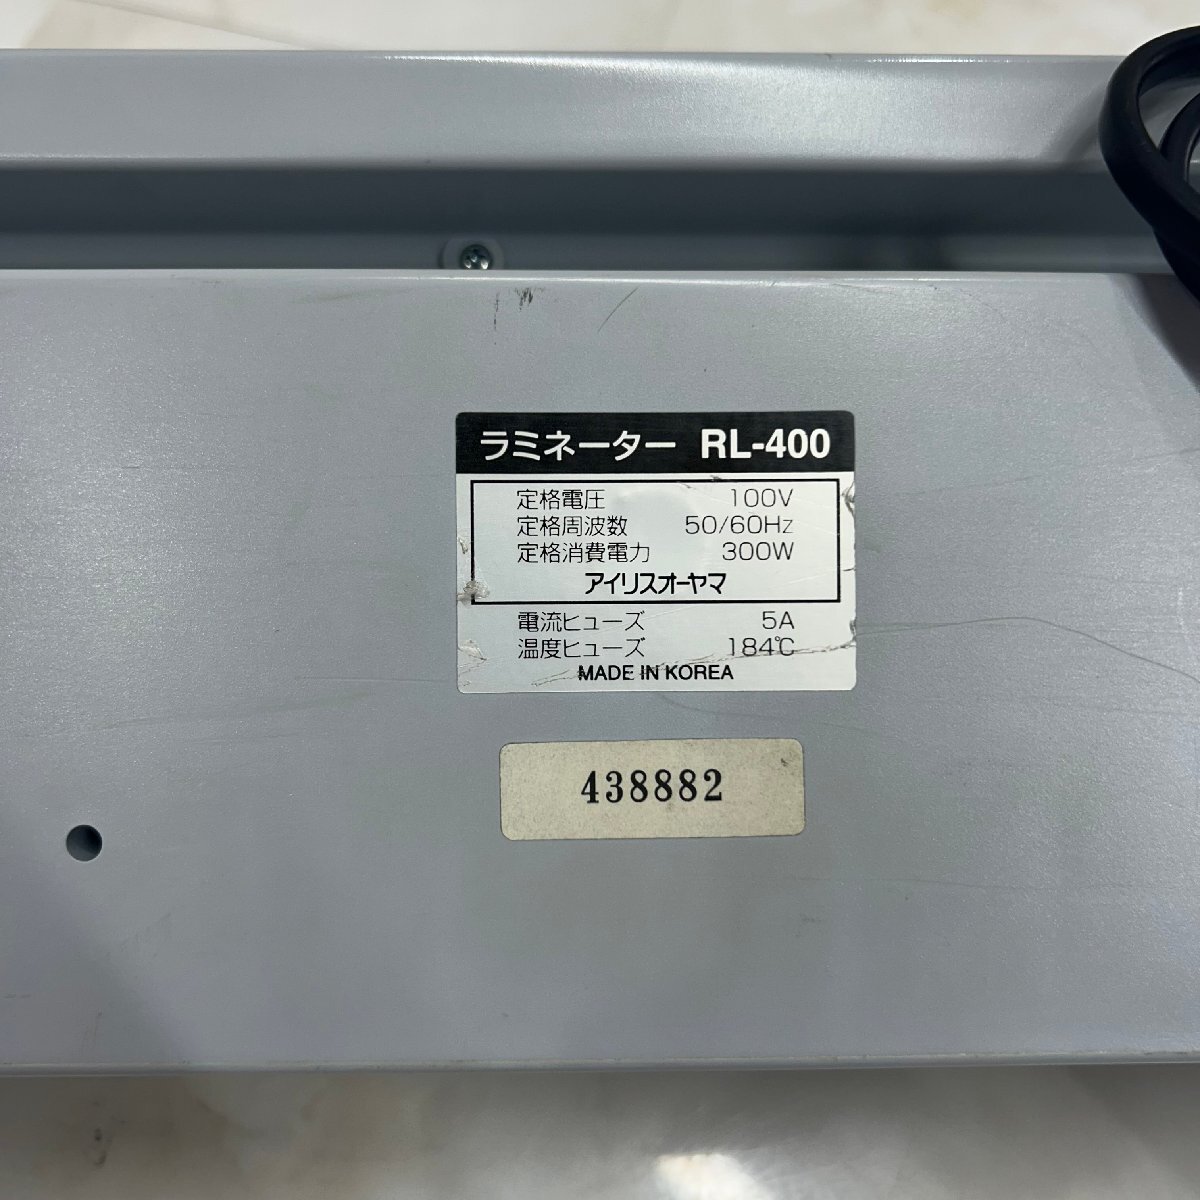 ラミネーター RL-400
定格電圧 100V
定格周波数 50/60Hz
定格消費電力 300W
アイリスオーヤマ
電流ヒューズ 5A
温度ヒューズ 184℃
MADE IN KOREA
438882